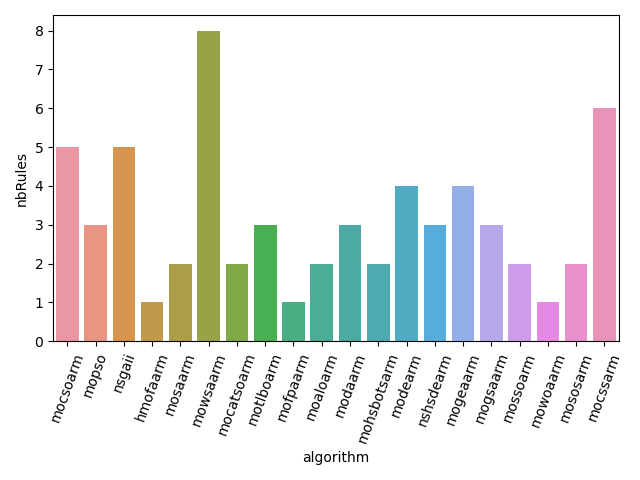 nbRules
8
7
6
5
4
3
2
1
0
mocsoarm
mopso
nsgaii
hmofaarm
mosaarm
mowsaarm
mocatsoarm
motlboarm
mofpaarm
moaloarm
modaarm
mohsbotsarm
modearm
nshsdearm
mogeaarm
mogsaarm
mossoarm
mowoaarm
mososarm
mocssarm
algorithm